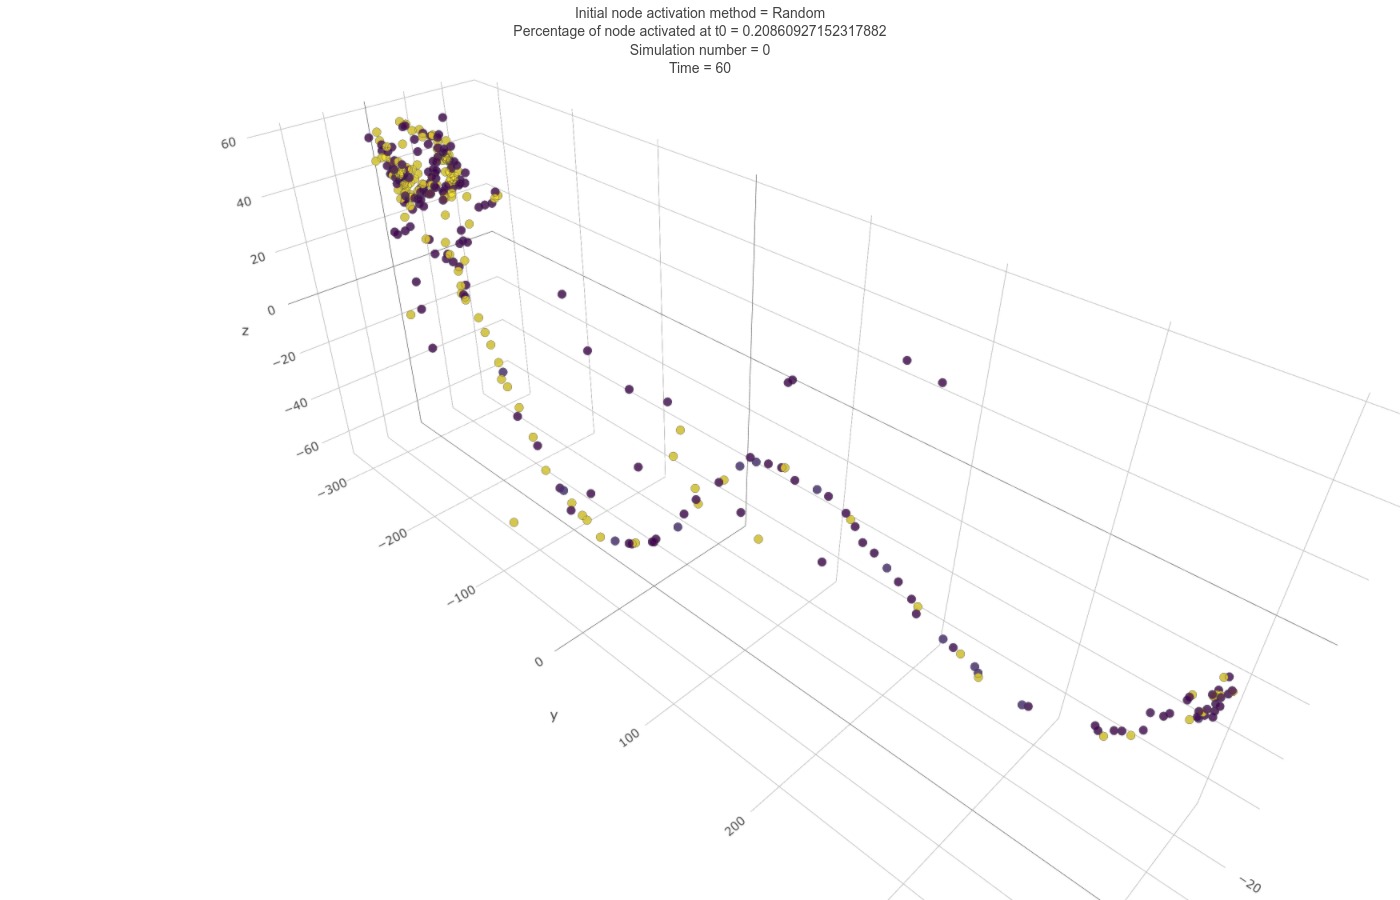 Initial node activation method = Random
Percentage of node activated at t0 = 0.20860927152317882
Simulation number = 0
Time = 60
60
40
20
0
z
−20
−40
−60
−300
−200
−100
0
y
100
200
−20